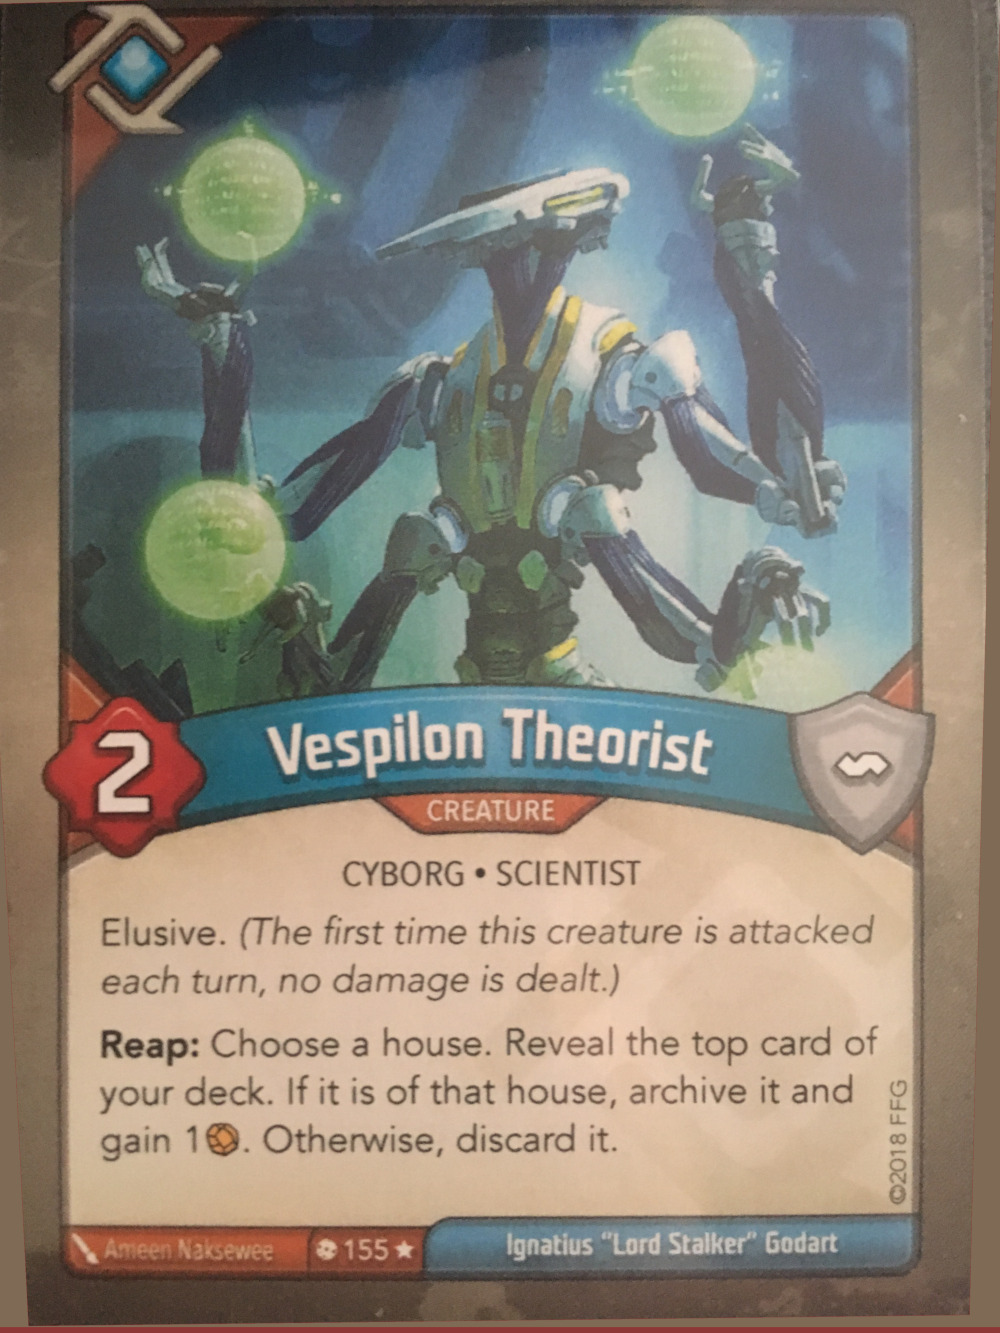 2
Vespilon Theorist
CREATURE
CYBORG • SCIENTIST
Elusive. (The first time this creature is attacked
each turn, no damage is dealt.)
Reap: Choose a house. Reveal the top card of
your deck. If it is of that house, archive it and
gain 1. Otherwise, discard it.
©2018 FFG
Ameen Naksewee
155
Ignatius "Lord Stalker" Godart